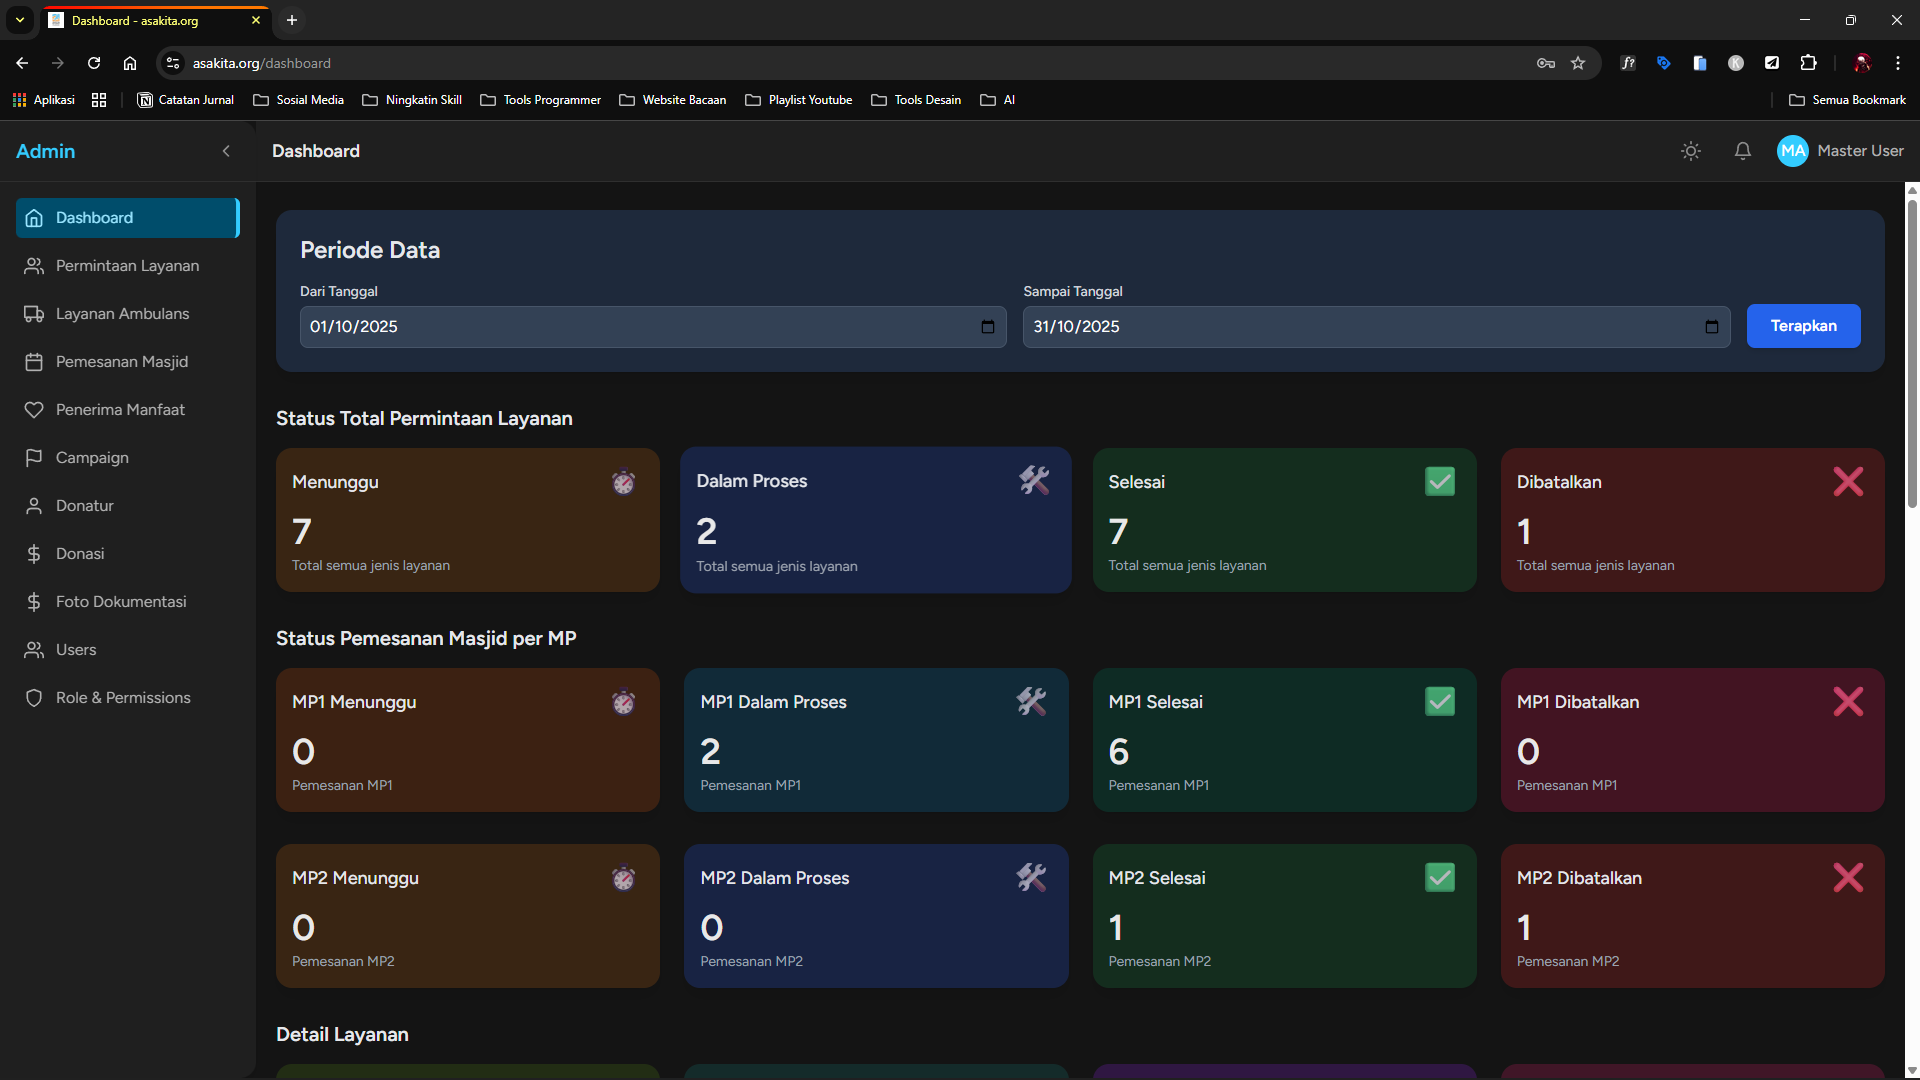 Dashboard - asakita.org
asakita.org/dashboard
Aplikasi
Catatan Jurnal
Sosial Media
Ningkatin Skill
Tools Programmer
Website Bacaan
Playlist Youtube
Tools Desain
AI
Semua Bookmark
Admin
Dashboard
MA
Master User
Dashboard
Permintaan Layanan
Layanan Ambulans
Pemesanan Masjid
Penerima Manfaat
Campaign
Donatur
Donasi
Foto Dokumentasi
Users
Role & Permissions
Periode Data
Dari Tanggal
01/10/2025
Sampai Tanggal
31/10/2025
Terapkan
Status Total Permintaan Layanan
Menunggu
7
Total semua jenis layanan
Dalam Proses
2
Total semua jenis layanan
Selesai
7
Total semua jenis layanan
Dibatalkan
1
Total semua jenis layanan
Status Pemesanan Masjid per MP
MP1 Menunggu
0
Pemesanan MP1
MP1 Dalam Proses
2
Pemesanan MP1
MP1 Selesai
6
Pemesanan MP1
MP1 Dibatalkan
0
Pemesanan MP1
MP2 Menunggu
0
Pemesanan MP2
MP2 Dalam Proses
0
Pemesanan MP2
MP2 Selesai
1
Pemesanan MP2
MP2 Dibatalkan
1
Pemesanan MP2
Detail Layanan